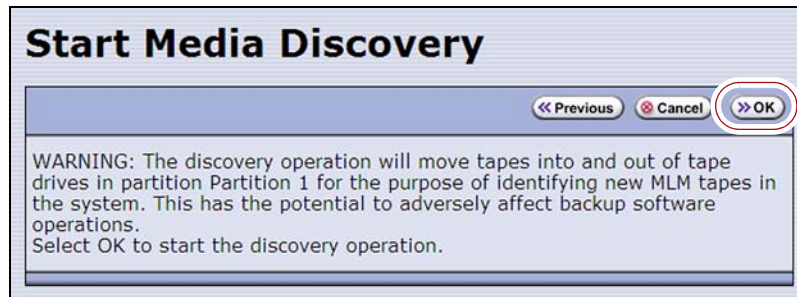 Start Media Discovery
Previous
Cancel
OK
WARNING: The discovery operation will move tapes into and out of tape
drives in partition Partition 1 for the purpose of identifying new MLM tapes in
the system. This has the potential to adversely affect backup software
operations.
Select OK to start the discovery operation.